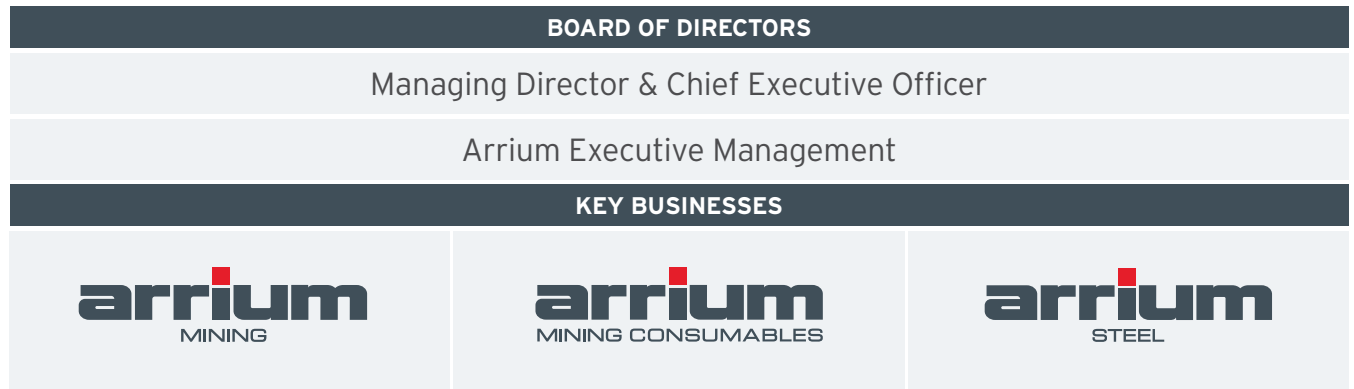 BOARD OF DIRECTORS
Managing Director & Chief Executive Officer
Arrium Executive Management
KEY BUSINESSES
arrium
MINING
arrium
MINING CONSUMABLES
arrium
STEEL